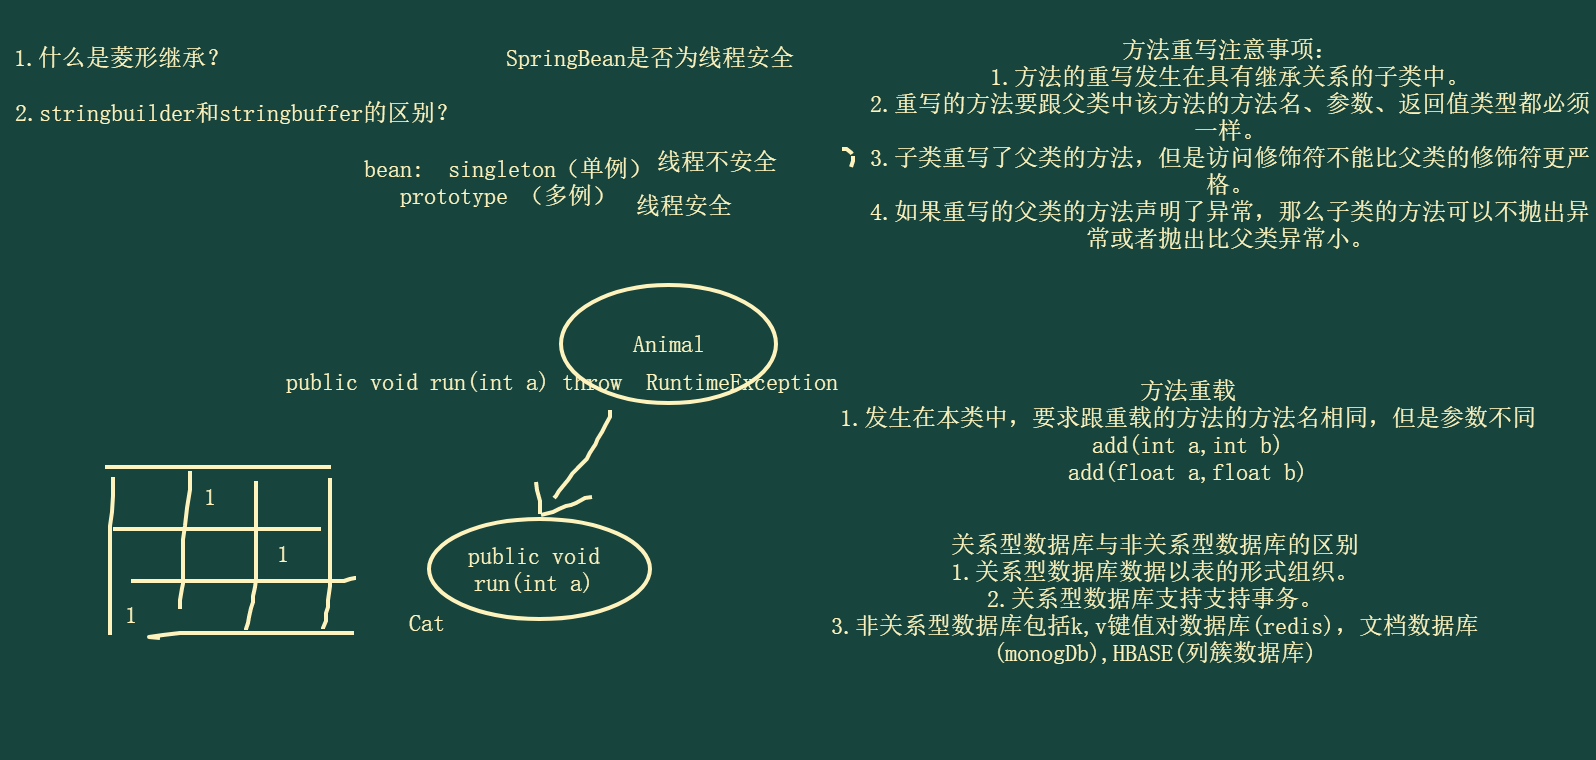 1.什么是菱形继承?
2.stringbuilder和stringbuffer的区别?
SpringBean是否为线程安全
bean:  singleton（单例） 线程不安全
prototype （多例）
线程安全
方法重写注意事项:
1.方法的重写发生在具有继承关系的子类中。
2.重写的方法要跟父类中该方法的方法名、参数、返回值类型都必须
一样。
3.子类重写了父类的方法，但是访问修饰符不能比父类的修饰符更严
格。
4.如果重写的父类的方法声明了异常，那么子类的方法可以不抛出异
常或者抛出比父类异常小。
Animal
public void run(int a) throw  RuntimeException
public void
run(int a)
Cat
1
1
1
方法重载
1.发生在本类中，要求跟重载的方法的方法名相同，但是参数不同
add(int a,int b)
add(float a,float b)
关系型数据库与非关系型数据库的区别
1.关系型数据库数据以表的形式组织。
2.关系型数据库支持支持事务。
3.非关系型数据库包括k,v键值对数据库(redis)，文档数据库
(monogDb),HBASE(列簇数据库)